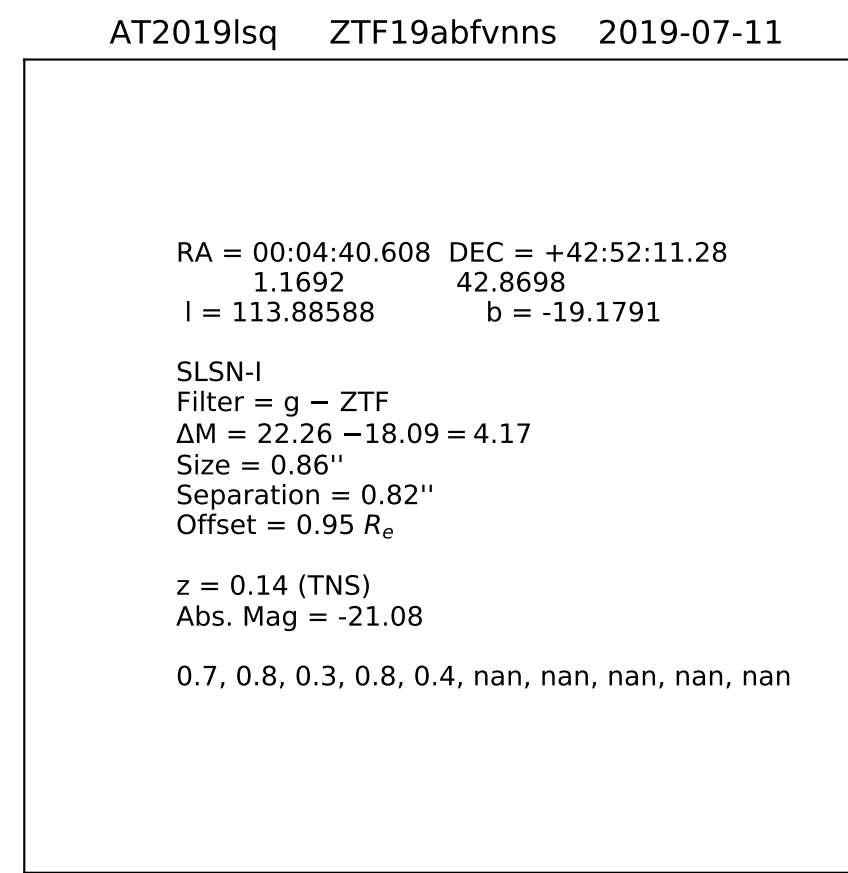 AT2019lsq ZTF19abfvnns 2019-07-11
RA = 00:04:40.608 DEC = +42:52:11.28
1.1692 42.8698
l = 113.88588 b = -19.1791
SLSN-I
Filter = g − ZTF
ΔM = 22.26 −18.09 = 4.17
Size = 0.86''
Separation = 0.82''
Offset = 0.95 Re
z = 0.14 (TNS)
Abs. Mag = -21.08
0.7, 0.8, 0.3, 0.8, 0.4, nan, nan, nan, nan, nan